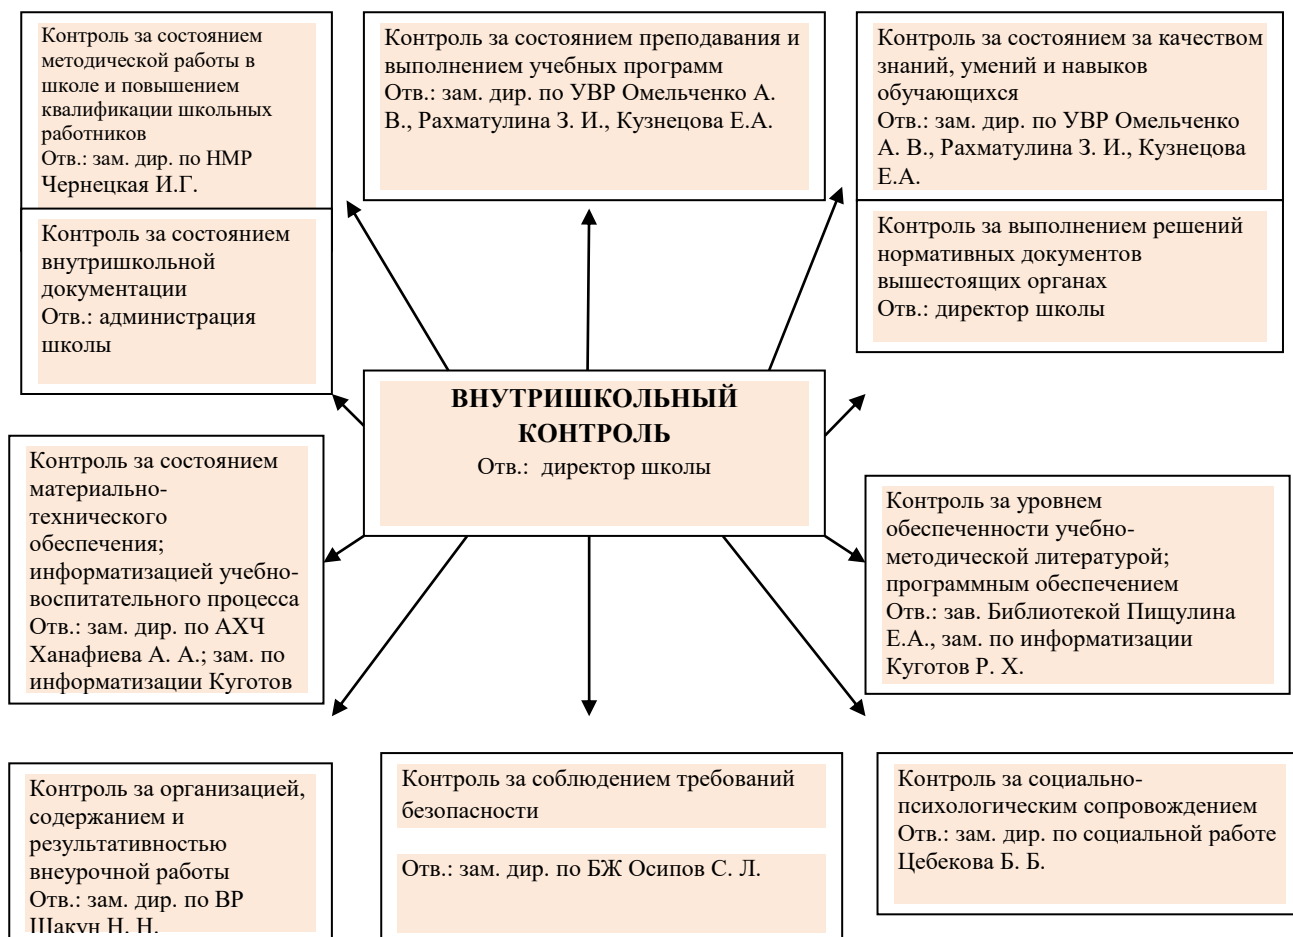 Контроль за состоянием
методической работы в
школе и повышением
квалификации школьных
работников
Отв.: зам. дир. по НМР
Чернецкая И.Г.
Контроль за состоянием преподавания и
выполнением учебных программ
Отв.: зам. дир. по УВР Омельченко А.
В., Рахматулина З. И., Кузнецова Е.А.
Контроль за состоянием за качеством
знаний, умений и навыков
обучающихся
Отв.: зам. дир. по УВР Омельченко
А. В., Рахматулина З. И., Кузнецова
Е.А.
Контроль за состоянием
внутришкольной
документации
Отв.: администрация
школы
Контроль за выполнением решений
нормативных документов
вышестоящих органах
Отв.: директор школы
ВНУТРИШКОЛЬНЫЙ
КОНТРОЛЬ
Отв.: директор школы
Контроль за состоянием
материально-
технического
обеспечения;
информатизацией учебно-
воспитательного процесса
Отв.: зам. дир. по АХЧ
Ханафиева А. А.; зам. по
информатизации Куготов
Контроль за уровнем
обеспеченности учебно-
методической литературой;
программным обеспечением
Отв.: зав. Библиотекой Пищулина
Е.А., зам. по информатизации
Куготов Р. Х.
Контроль за организацией,
содержанием и
результативностью
внеурочной работы
Отв.: зам. дир. по ВР
Шакун Н. Н.
Контроль за соблюдением требований
безопасности
Отв.: зам. дир. по БЖ Осипов С. Л.
Контроль за социально-
психологическим сопровождением
Отв.: зам. дир. по социальной работе
Цебекова Б. Б.